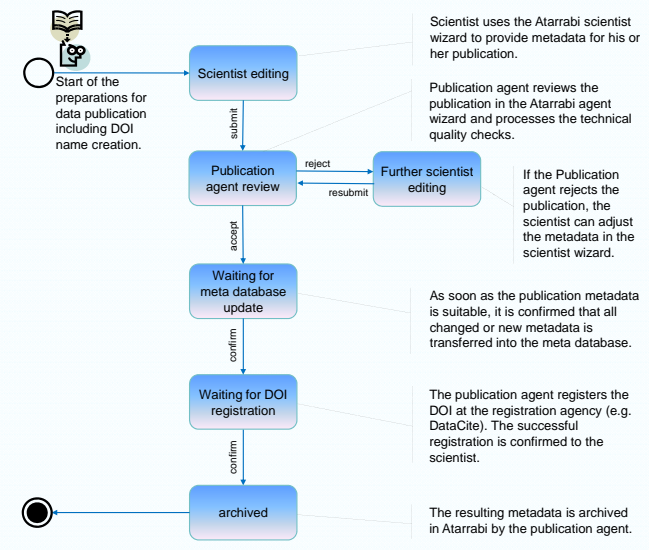 Scientist uses the Atarrabi scientist
wizard to provide metadata for his or
her publication.
Scientist editing
Start of the
preparations for
data publication
including DOI
name creation.
submit
Publication agent reviews the
publication in the Atarrabi agent
wizard and processes the technical
quality checks.
Publication
agent review
reject
resubmit
Further scientist
editing
If the Publication
agent rejects the
publication, the
scientist can adjust
the metadata in the
scientist wizard.
accept
Waiting for
meta database
update
As soon as the publication metadata
is suitable, it is confirmed that all
changed or new metadata is
transferred into the meta database.
confirm
Waiting for DOI
registration
The publication agent registers the
DOI at the registration agency (e.g.
DataCite). The successful
registration is confirmed to the
scientist.
confirm
archived
The resulting metadata is archived
in Atarrabi by the publication agent.